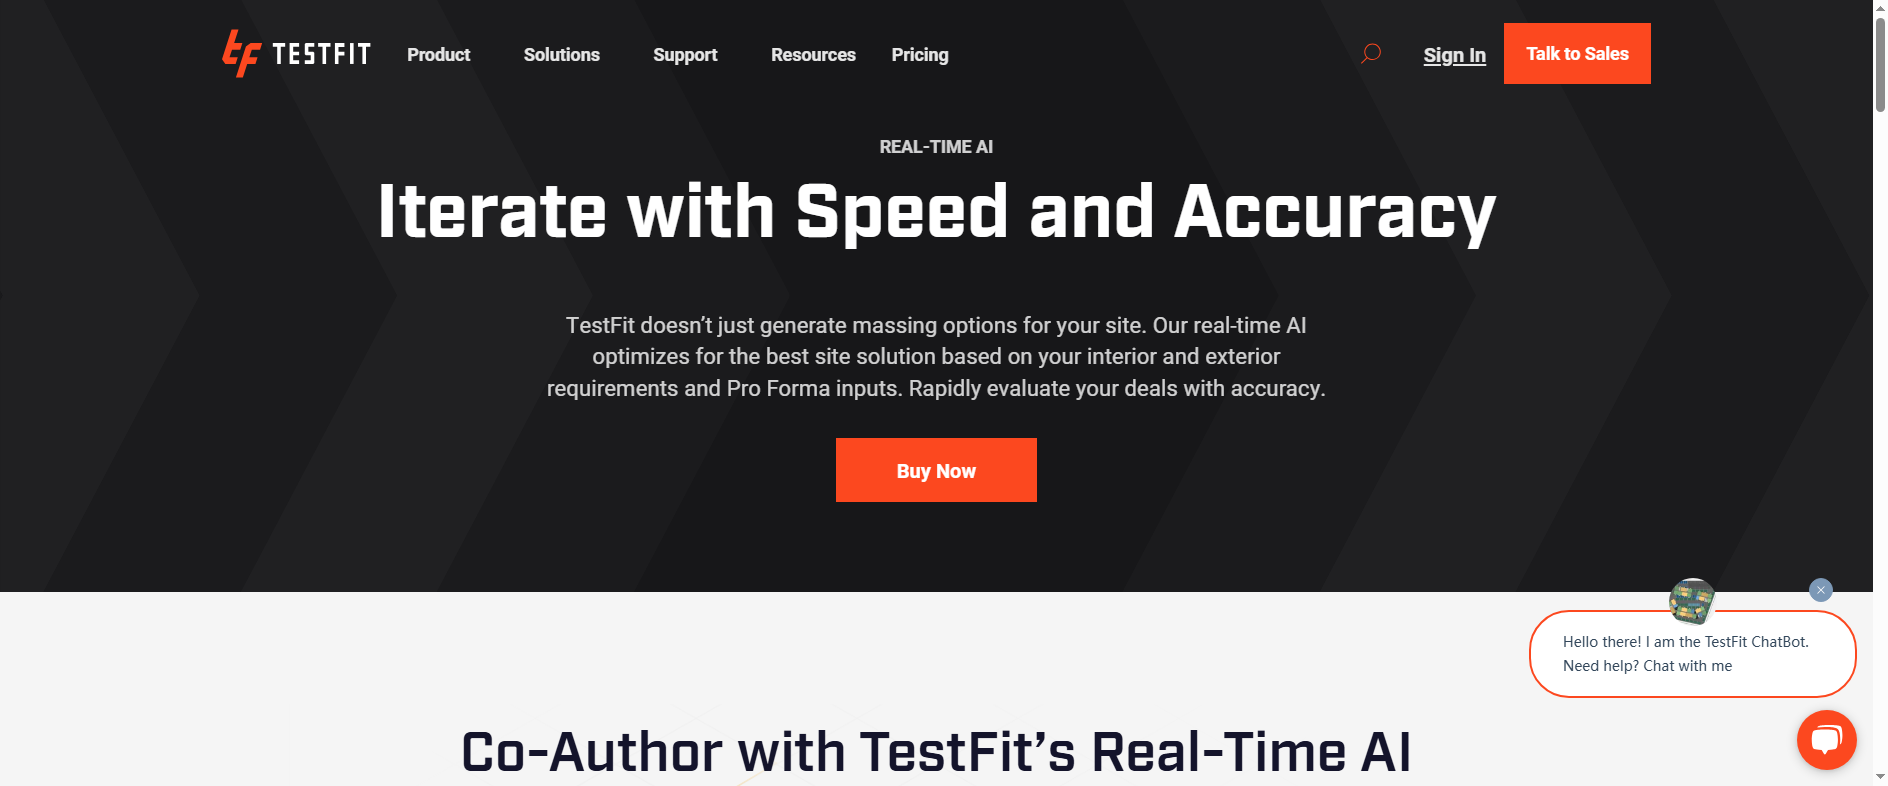 TESTFIT
Product
Solutions
Support
Resources
Pricing
Sign In
Talk to Sales
REAL-TIME AI
Iterate with Speed and Accuracy
TestFit doesn’t just generate massing options for your site. Our real-time AI
optimizes for the best site solution based on your interior and exterior
requirements and Pro Forma inputs. Rapidly evaluate your deals with accuracy.
Buy Now
Hello there! I am the TestFit ChatBot.
Need help? Chat with me
Co-Author with TestFit’s Real-Time AI